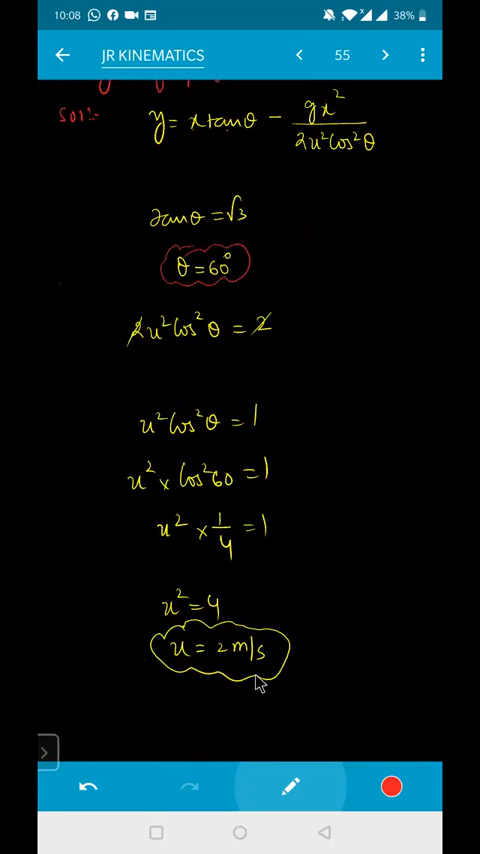 10:08 38%
JR KINEMATICS 55
Sol:-
y = x tanθ - gx² / 2u²cos²θ
tanθ = √3
θ = 60°
2u²cos²θ = 2
u²cos²θ = 1
u² × cos²60 = 1
u² × 1/4 = 1
u² = 4
u = 2 m/s